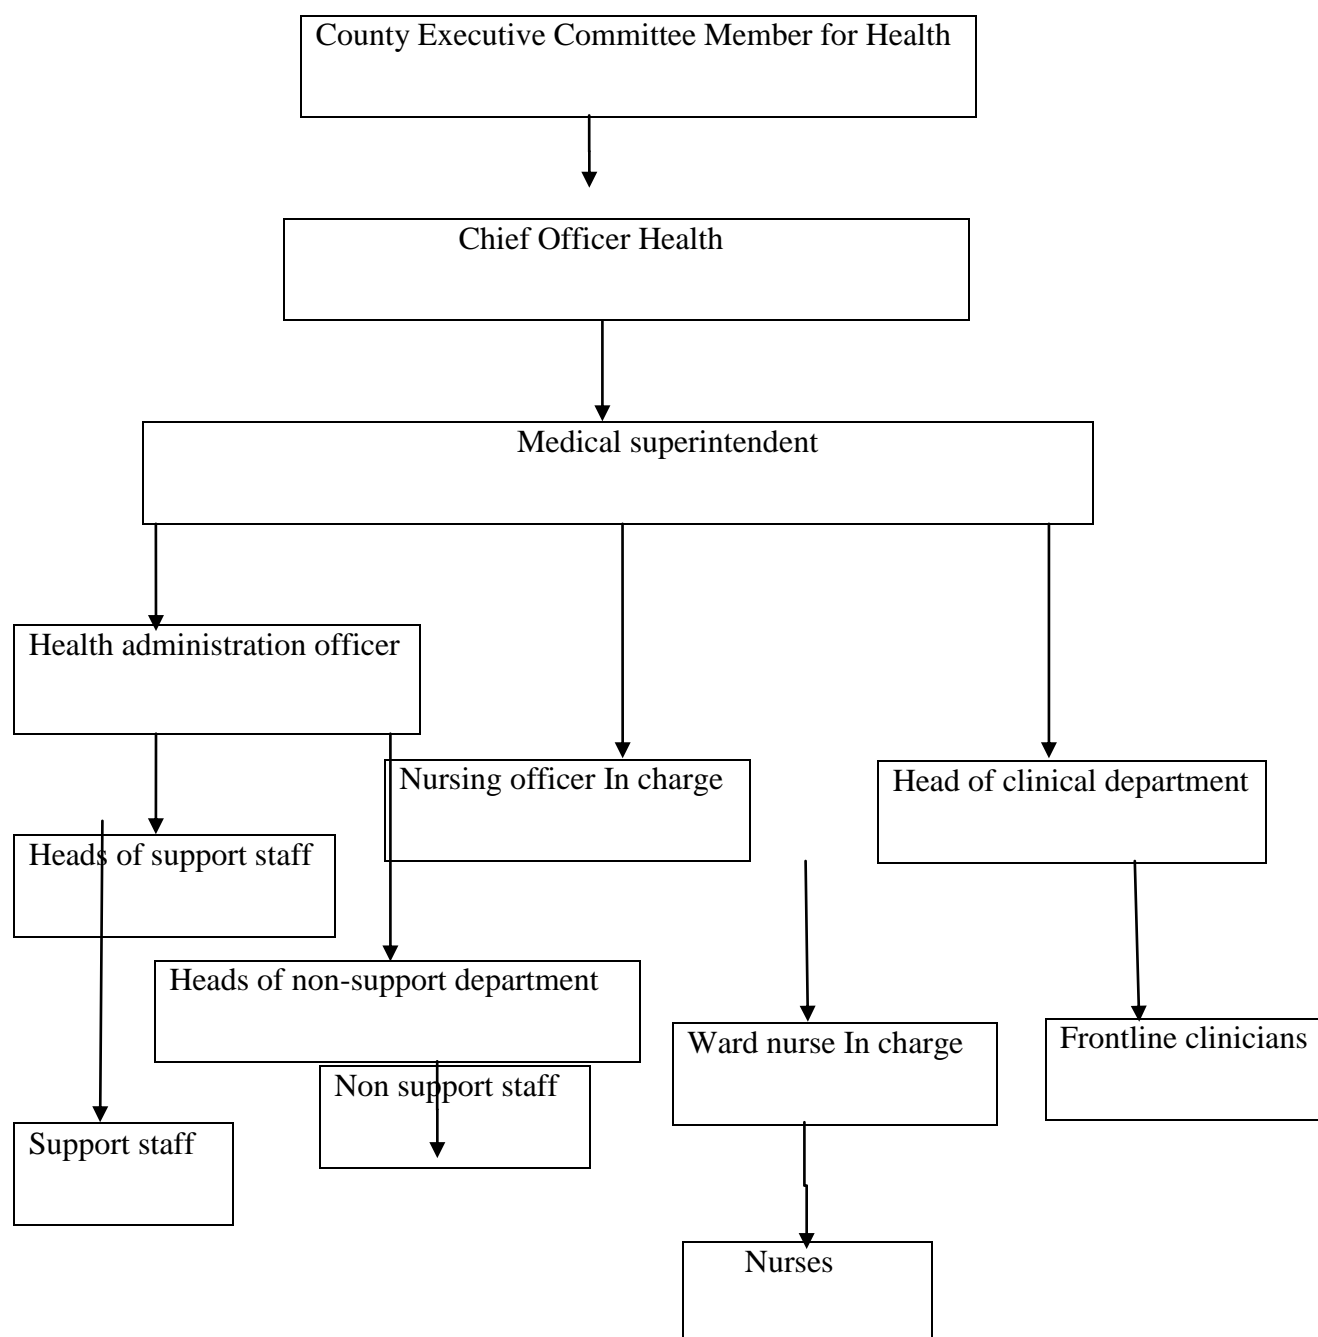 County Executive Committee Member for Health
Chief Officer Health
Medical superintendent
Health administration officer
Nursing officer In charge
Head of clinical department
Heads of support staff
Heads of non-support department
Ward nurse In charge
Frontline clinicians
Non support staff
Support staff
Nurses